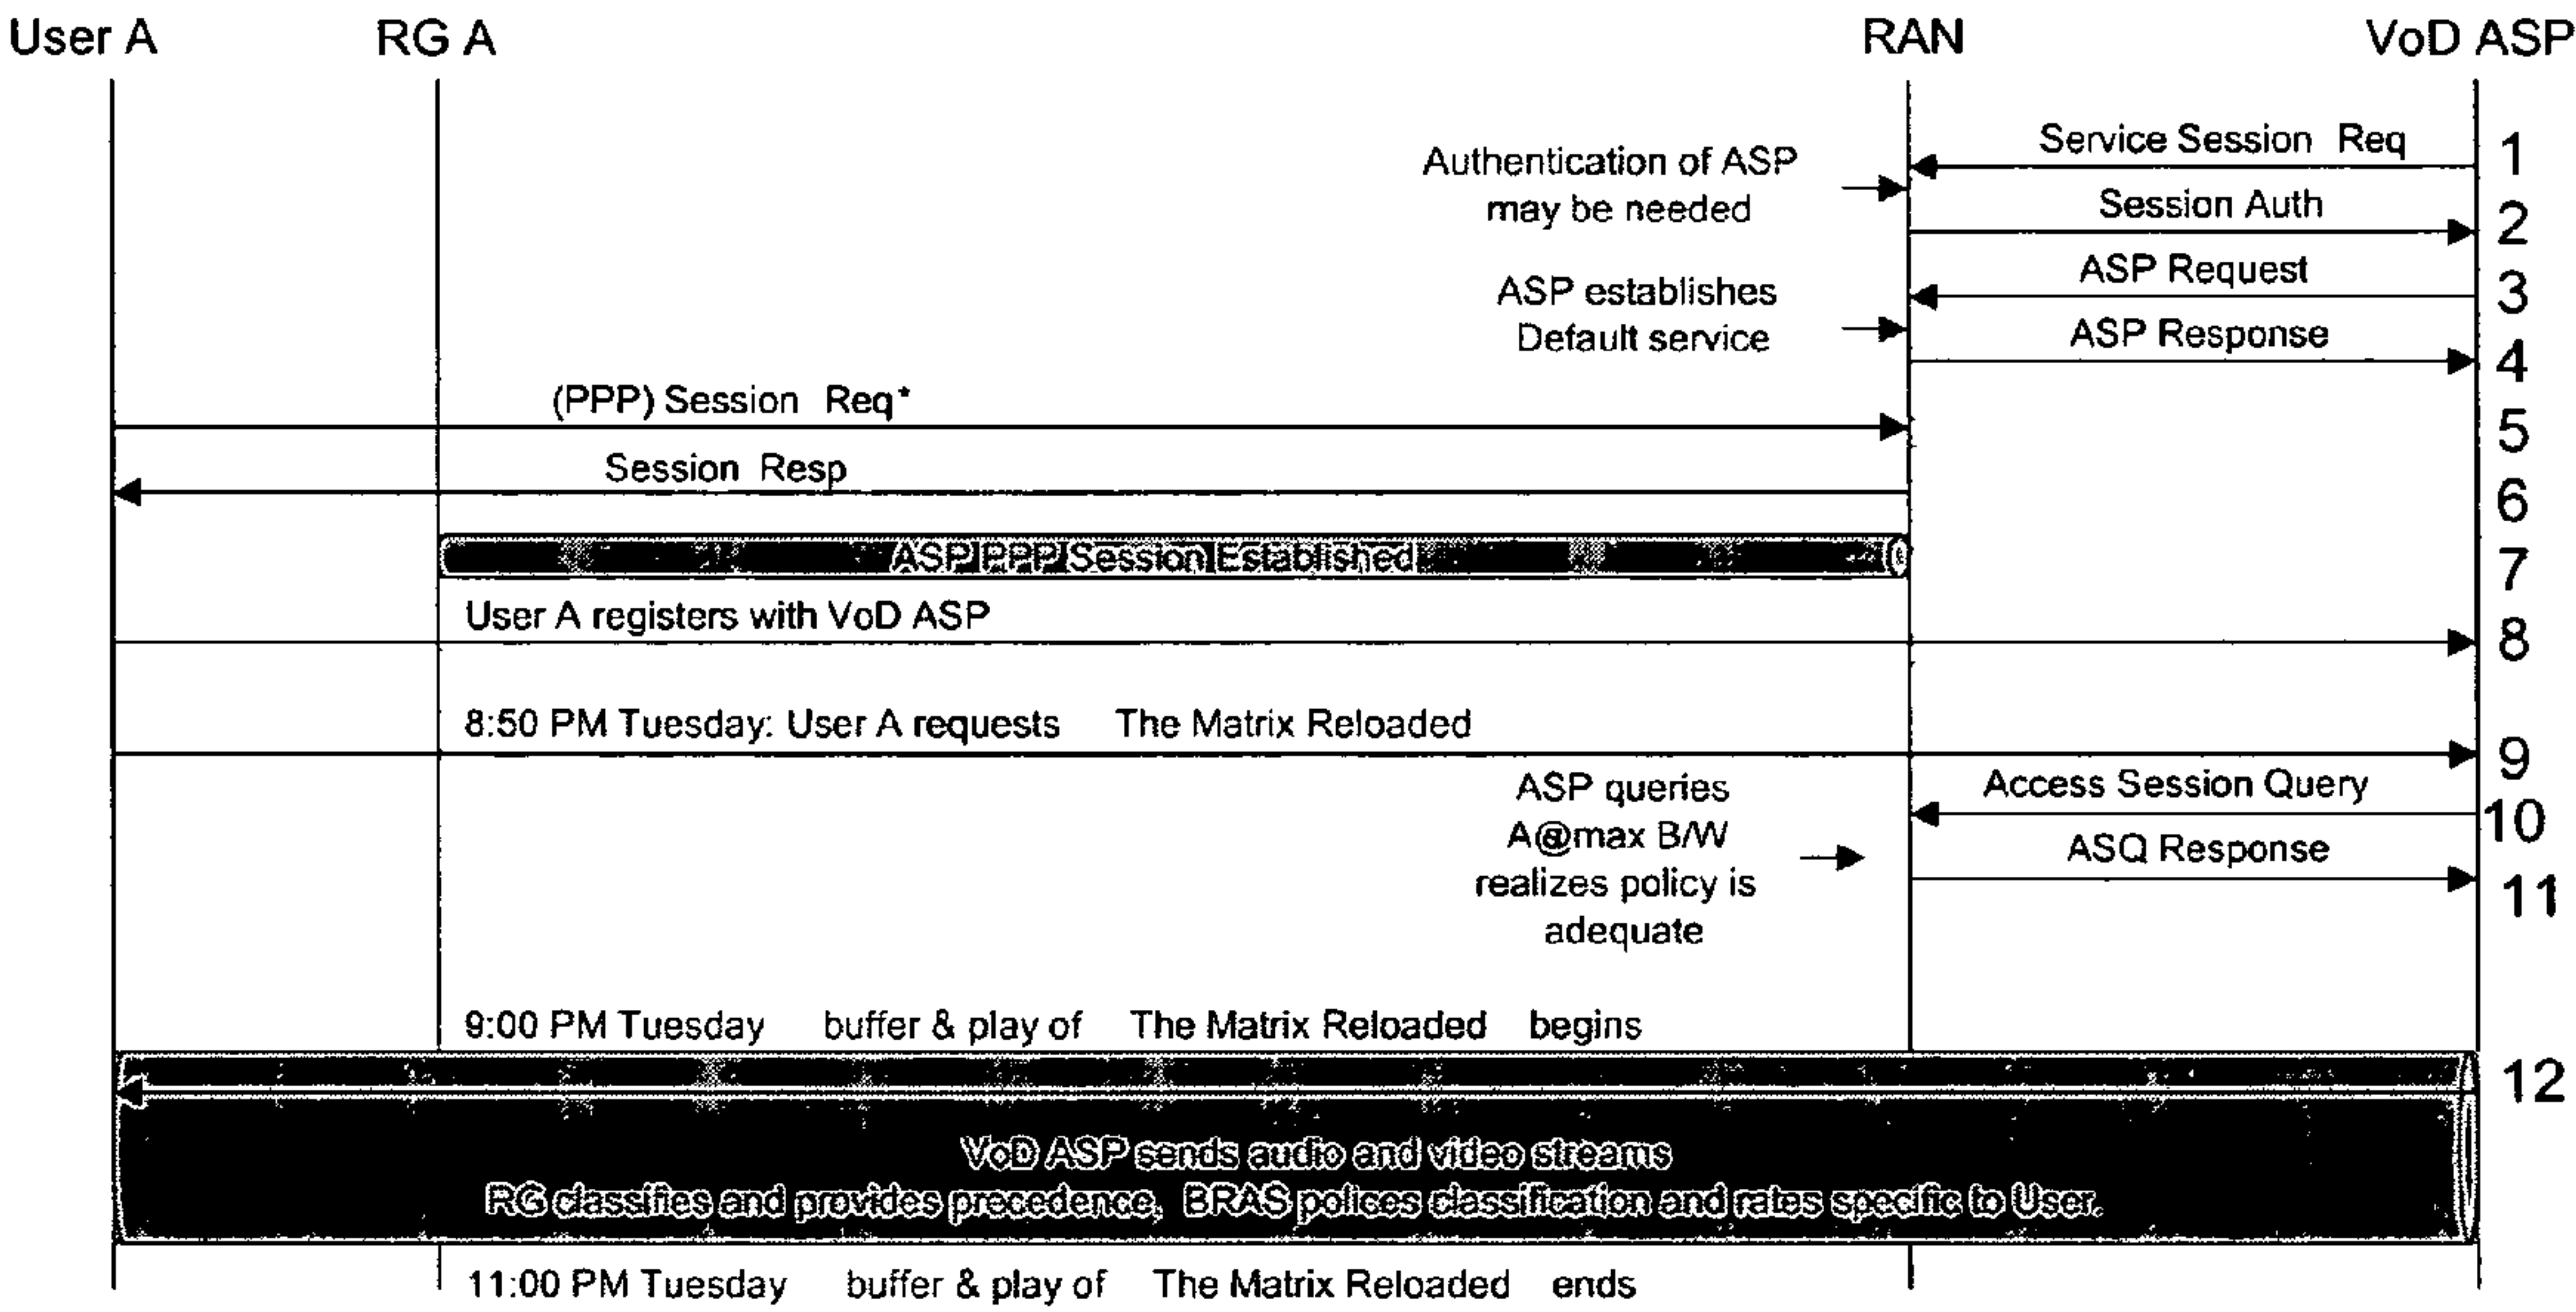 User A
RG A
RAN
VoD ASP
Service Session Req
1
Authentication of ASP
may be needed
Session Auth
2
ASP Request
3
ASP establishes
Default service
ASP Response
4
(PPP) Session Req*
5
Session Resp
6
ASP PPP Session Established
7
User A registers with VoD ASP
8
8:50 PM Tuesday: User A requests The Matrix Reloaded
9
ASP queries
A@max B/W
realizes policy is
adequate
Access Session Query
10
ASQ Response
11
9:00 PM Tuesday buffer & play of The Matrix Reloaded begins
12
VoD ASP sends audio and video streams
RG classifies and provides precedence, BRAS polices classification and rates specific to User.
11:00 PM Tuesday buffer & play of The Matrix Reloaded ends